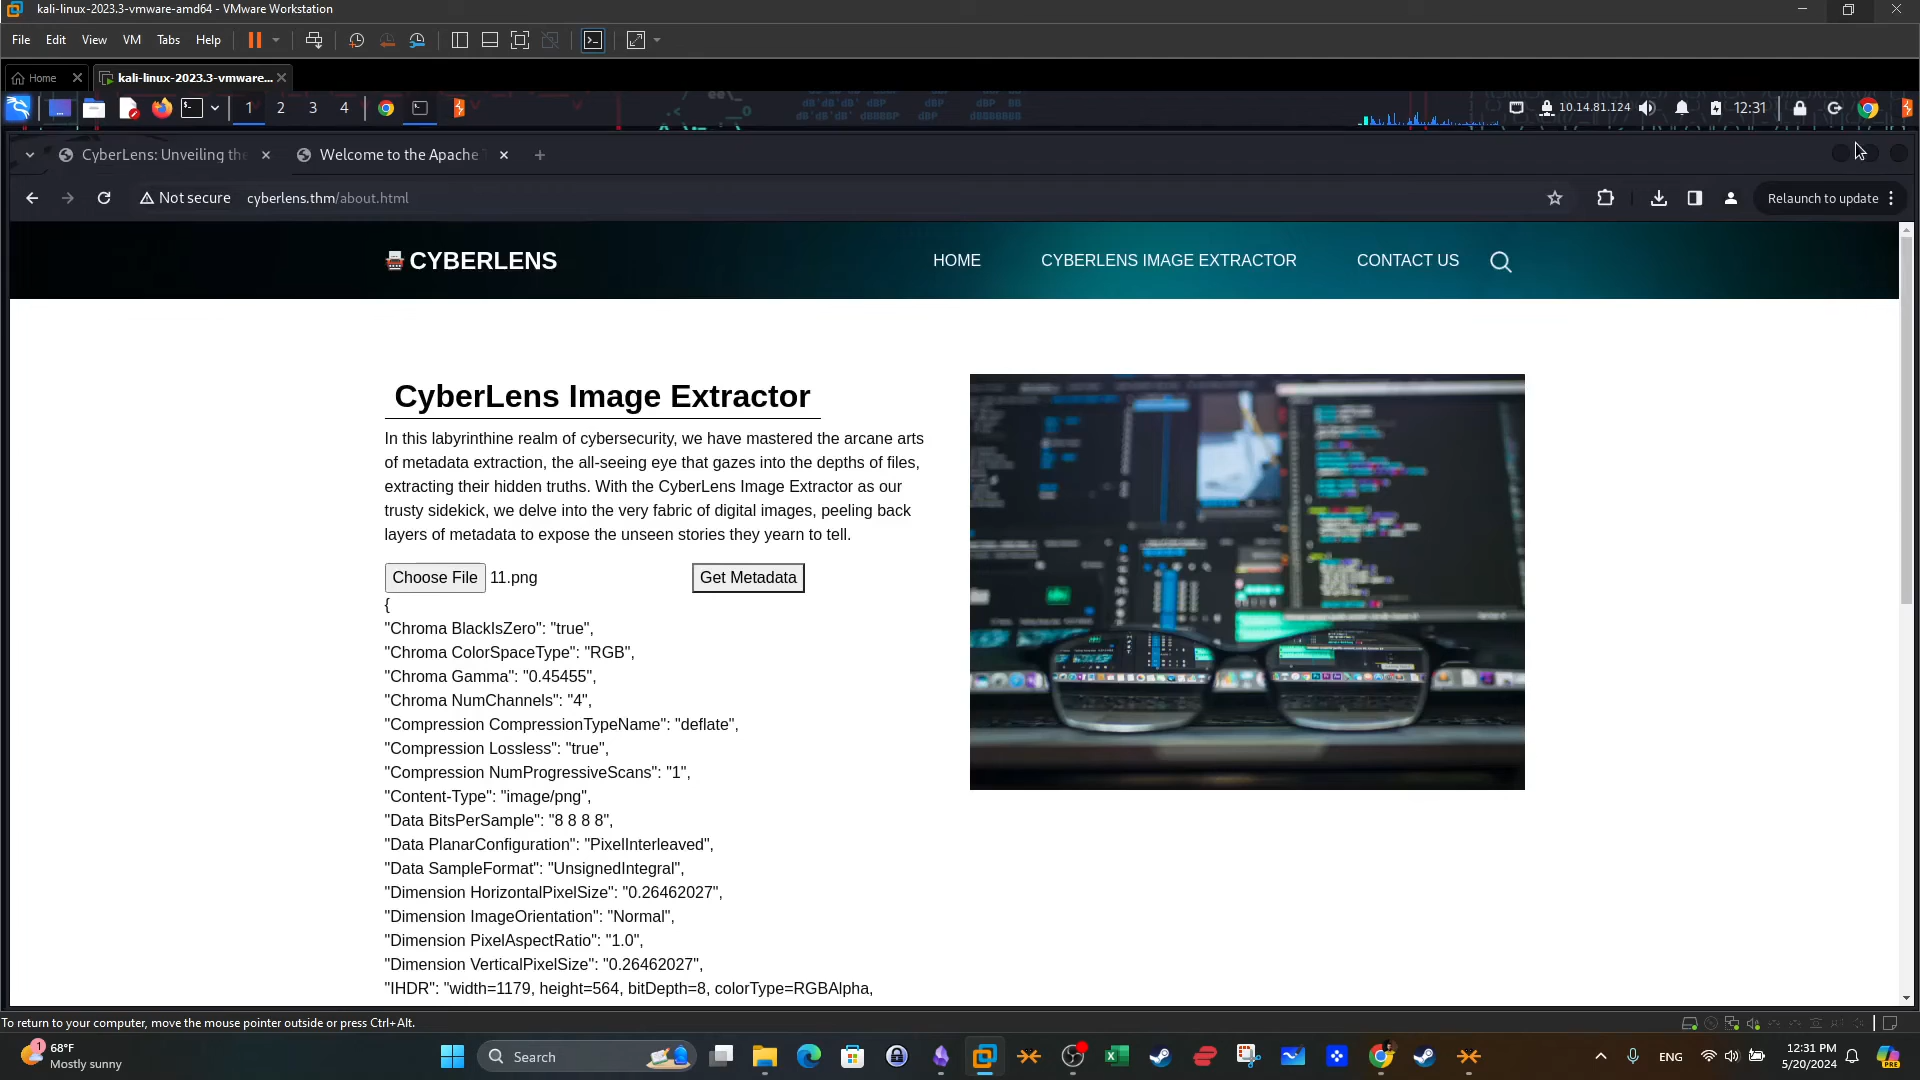 kali-linux-2023.3-vmware-amd64 - VMware Workstation
File Edit View VM Tabs Help
Home kali-linux-2023.3-vmware...
1 2 3 4 10.14.81.124 12:31
CyberLens: Unveiling the Welcome to the Apache
Not secure cyberlens.thm/about.html Relaunch to update
CYBERLENS HOME CYBERLENS IMAGE EXTRACTOR CONTACT US
CyberLens Image Extractor
In this labyrinthine realm of cybersecurity, we have mastered the arcane arts
of metadata extraction, the all-seeing eye that gazes into the depths of files,
extracting their hidden truths. With the CyberLens Image Extractor as our
trusty sidekick, we delve into the very fabric of digital images, peeling back
layers of metadata to expose the unseen stories they yearn to tell.
Choose File 11.png Get Metadata
{
"Chroma BlackIsZero": "true",
"Chroma ColorSpaceType": "RGB",
"Chroma Gamma": "0.45455",
"Chroma NumChannels": "4",
"Compression CompressionTypeName": "deflate",
"Compression Lossless": "true",
"Compression NumProgressiveScans": "1",
"Content-Type": "image/png",
"Data BitsPerSample": "8 8 8 8",
"Data PlanarConfiguration": "PixelInterleaved",
"Data SampleFormat": "UnsignedIntegral",
"Dimension HorizontalPixelSize": "0.26462027",
"Dimension ImageOrientation": "Normal",
"Dimension PixelAspectRatio": "1.0",
"Dimension VerticalPixelSize": "0.26462027",
"IHDR": "width=1179, height=564, bitDepth=8, colorType=RGBAlpha,
To return to your computer, move the mouse pointer outside or press Ctrl+Alt.
1 68°F
Mostly sunny
Search
ENG
12:31 PM
5/20/2024
PRE